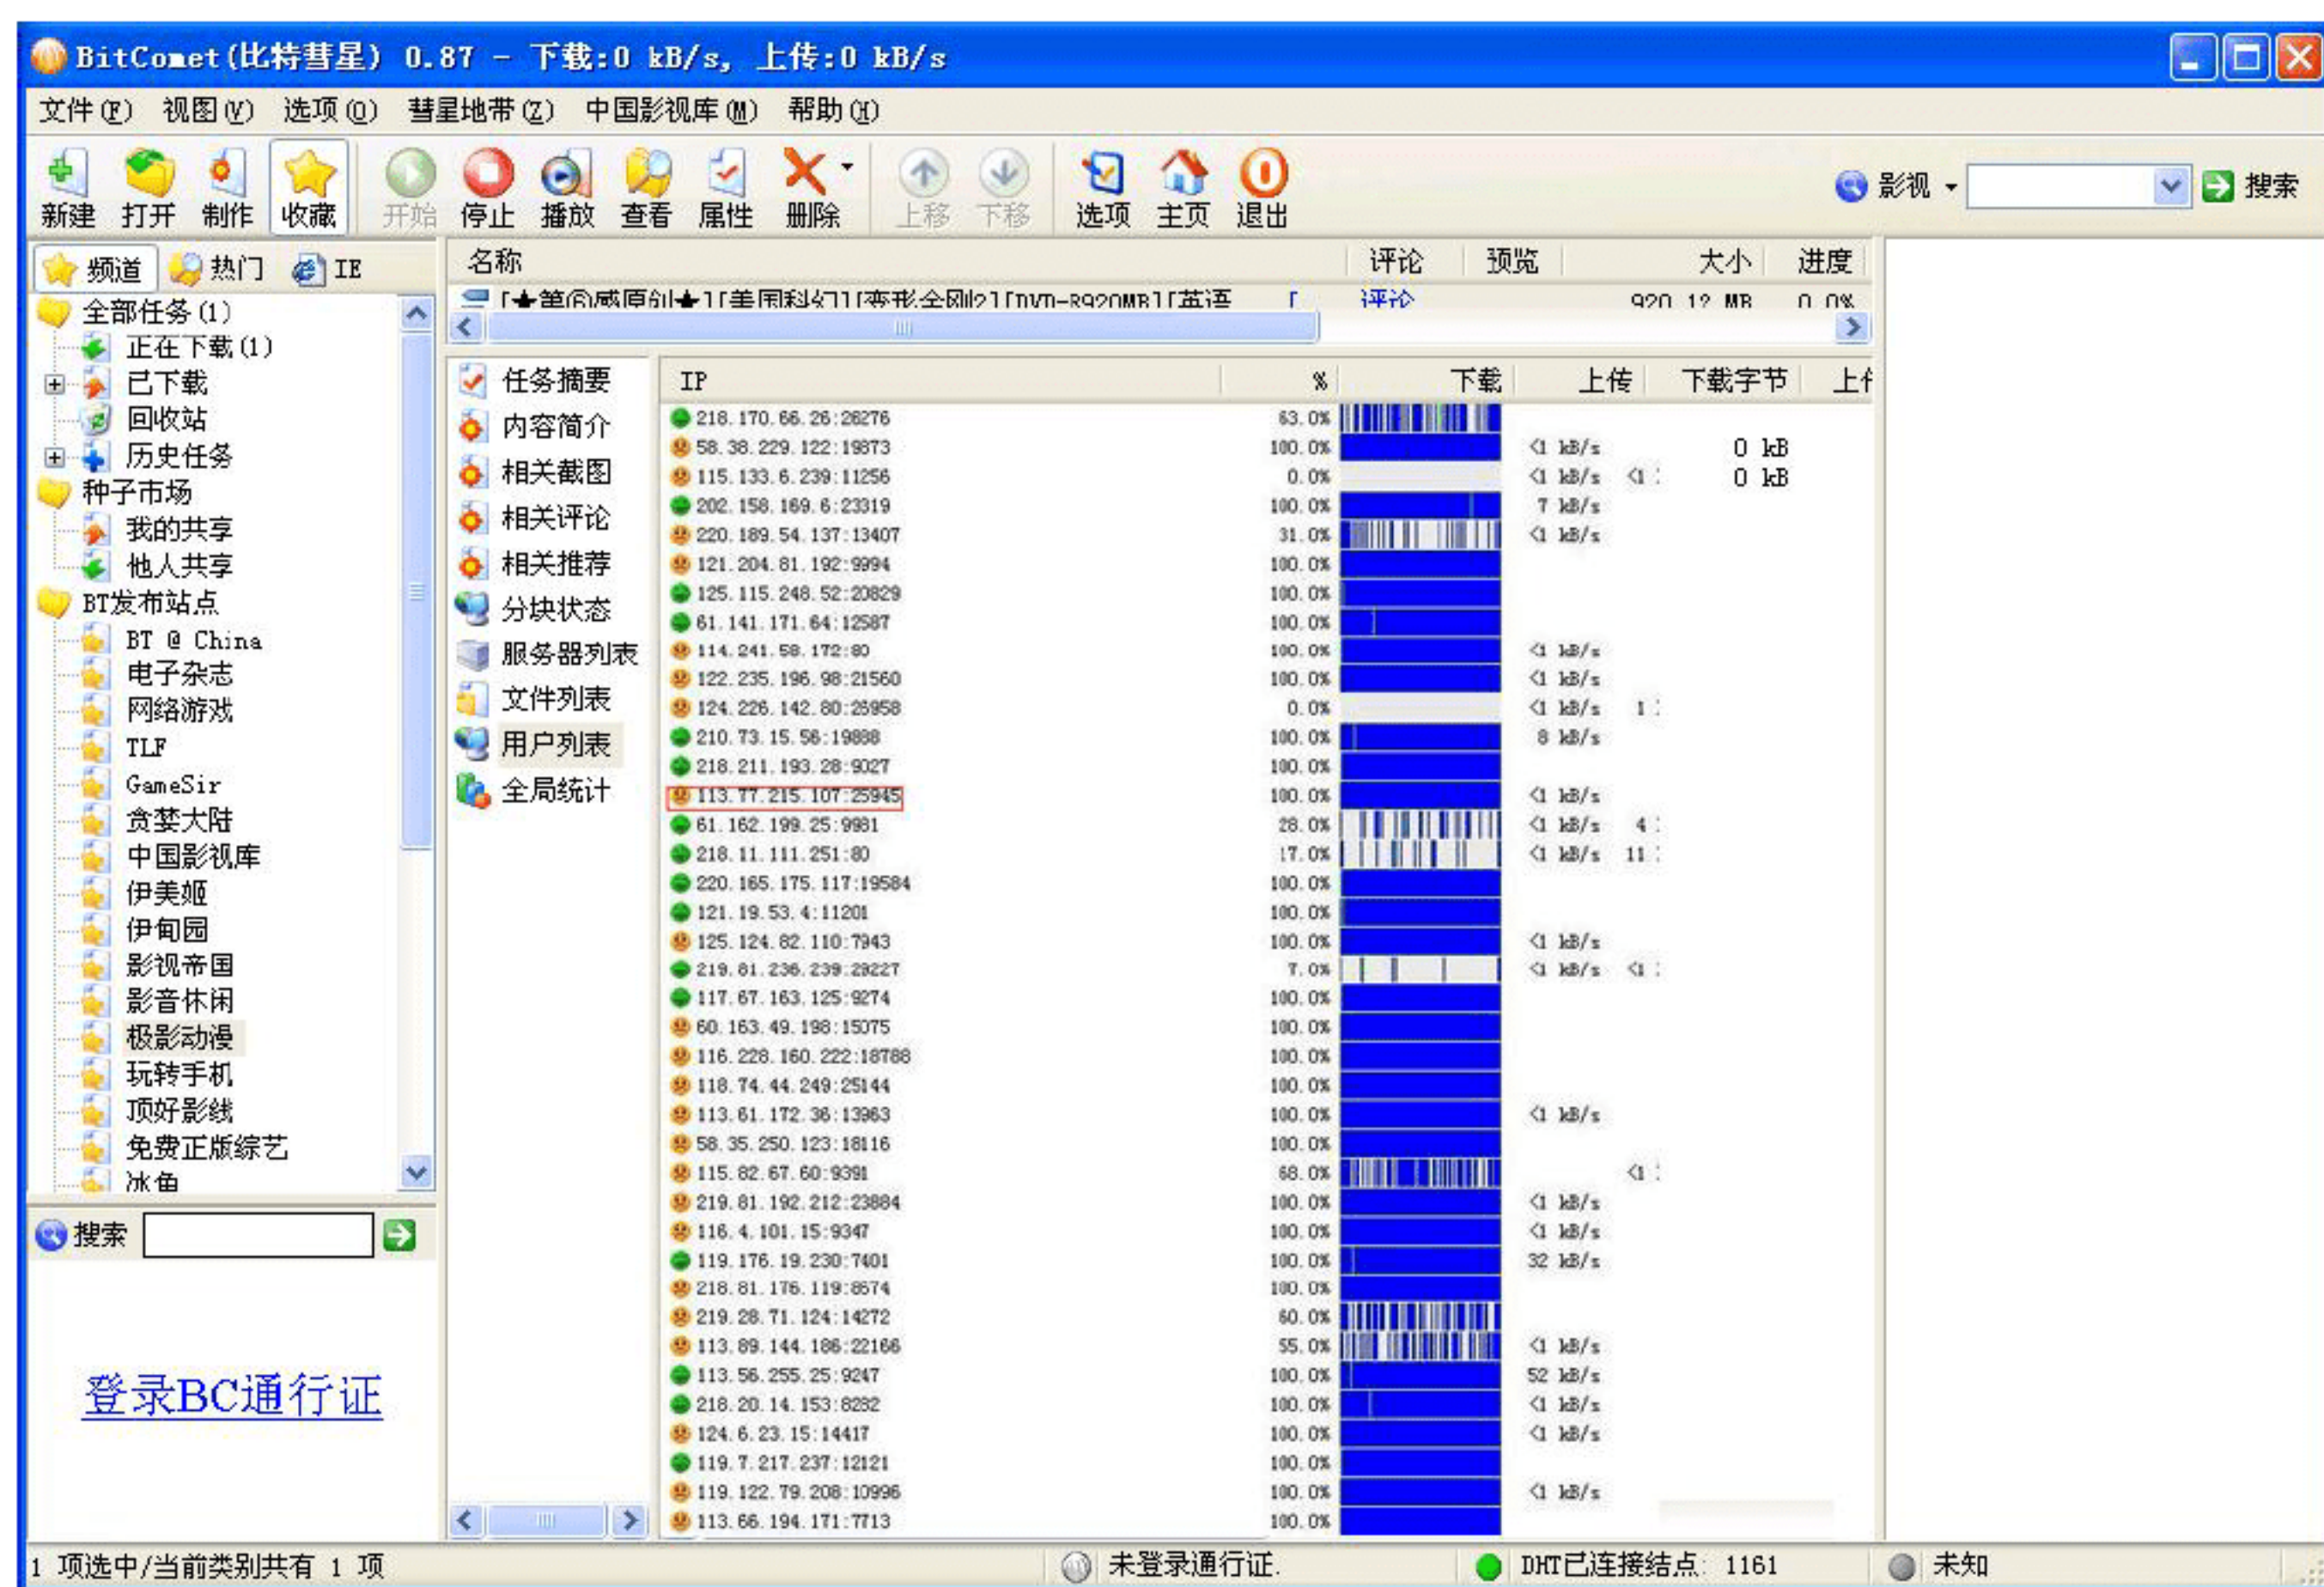 BitComet(比特彗星) 0.87 - 下载:0 kB/s, 上传:0 kB/s
文件(F) 视图(V) 选项(O) 彗星地带(Z) 中国影视库(M) 帮助(H)
新建 打开 制作 收藏 开始 停止 播放 查看 属性 删除 上移 下移 选项 主页 退出 影视 搜索
频道 热门 IE
全部任务(1)
正在下载(1)
已下载
回收站
历史任务
种子市场
我的共享
他人共享
BT发布站点
BT @ China
电子杂志
网络游戏
TLF
GameSir
贪婪大陆
中国影视库
伊美姬
伊甸园
影视帝国
影音休闲
极影动漫
玩转手机
顶好影线
免费正版综艺
冰鱼
搜索
登录BC通行证
名称 评论 预览 大小 进度
评论 920.12 MB 0.0%
任务摘要
内容简介
相关截图
相关评论
相关推荐
分块状态
服务器列表
文件列表
用户列表
全局统计
IP % 下载 上传 下载字节
218.170.66.26:26276 63.0%
58.38.229.122:19873 100.0% <1 kB/s 0 kB
115.133.6.239:11256 0.0% <1 kB/s <1 0 kB
202.158.169.6:23319 100.0% 7 kB/s
220.189.54.137:13407 31.0% <1 kB/s
121.204.81.192:9994 100.0%
125.115.248.52:20829 100.0%
61.141.171.64:12587 100.0%
114.241.58.172:80 100.0% <1 kB/s
122.235.196.98:21560 100.0% <1 kB/s
124.226.142.80:25958 0.0% <1 kB/s 1
210.73.15.56:19888 100.0% 8 kB/s
218.211.193.28:9027 100.0%
113.77.215.107:25945 100.0% <1 kB/s
61.162.199.25:9981 28.0% <1 kB/s 4
218.11.111.251:80 17.0% <1 kB/s 11
220.165.175.117:19584 100.0%
121.19.53.4:11201 100.0%
125.124.82.110:7943 100.0% <1 kB/s
219.81.236.239:29227 7.0% <1 kB/s <1
117.67.163.125:9274 100.0%
60.163.49.198:15075 100.0%
116.228.160.222:18788 100.0%
118.74.44.249:25144 100.0%
113.61.172.36:13963 100.0% <1 kB/s
58.35.250.123:18116 100.0%
115.82.67.60:9391 68.0% <1
219.81.192.212:23884 100.0% <1 kB/s
116.4.101.15:9347 100.0% <1 kB/s
119.176.19.230:7401 100.0% 32 kB/s
218.81.176.119:8674 100.0%
219.28.71.124:14272 60.0%
113.89.144.186:22166 55.0% <1 kB/s
113.56.255.25:9247 100.0% 52 kB/s
218.20.14.153:8282 100.0% <1 kB/s
124.6.23.15:14417 100.0% <1 kB/s
119.7.217.237:12121 100.0%
119.122.79.208:10996 100.0% <1 kB/s
113.66.194.171:7713 100.0%
1 项选中/当前类别共有 1 项 未登录通行证. DHT已连接结点: 1161 未知